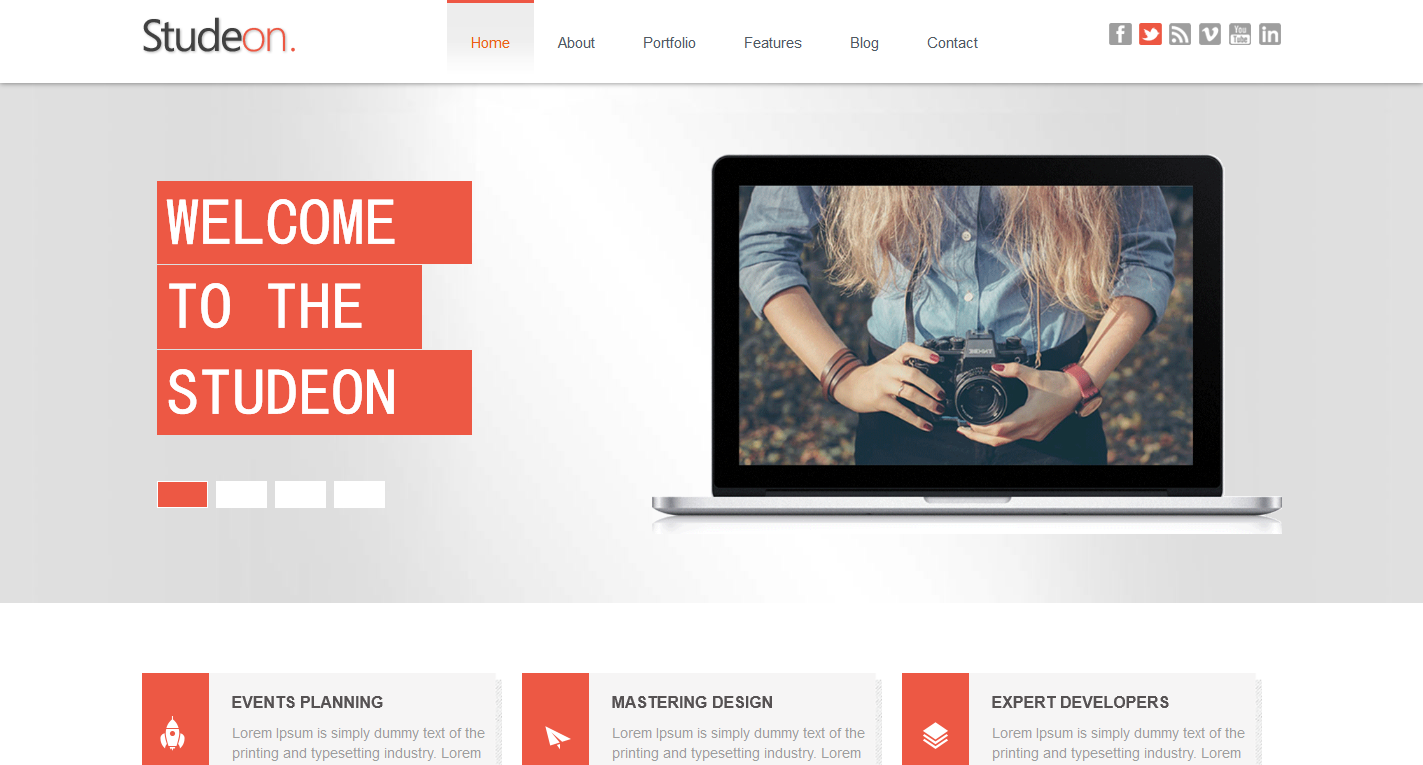 Studeon.
Home About Portfolio Features Blog Contact
You Tube
WELCOME
TO THE
STUDEON
EVENTS PLANNING
Lorem Ipsum is simply dummy text of the
printing and typesetting industry. Lorem
MASTERING DESIGN
Lorem Ipsum is simply dummy text of the
printing and typesetting industry. Lorem
EXPERT DEVELOPERS
Lorem Ipsum is simply dummy text of the
printing and typesetting industry. Lorem